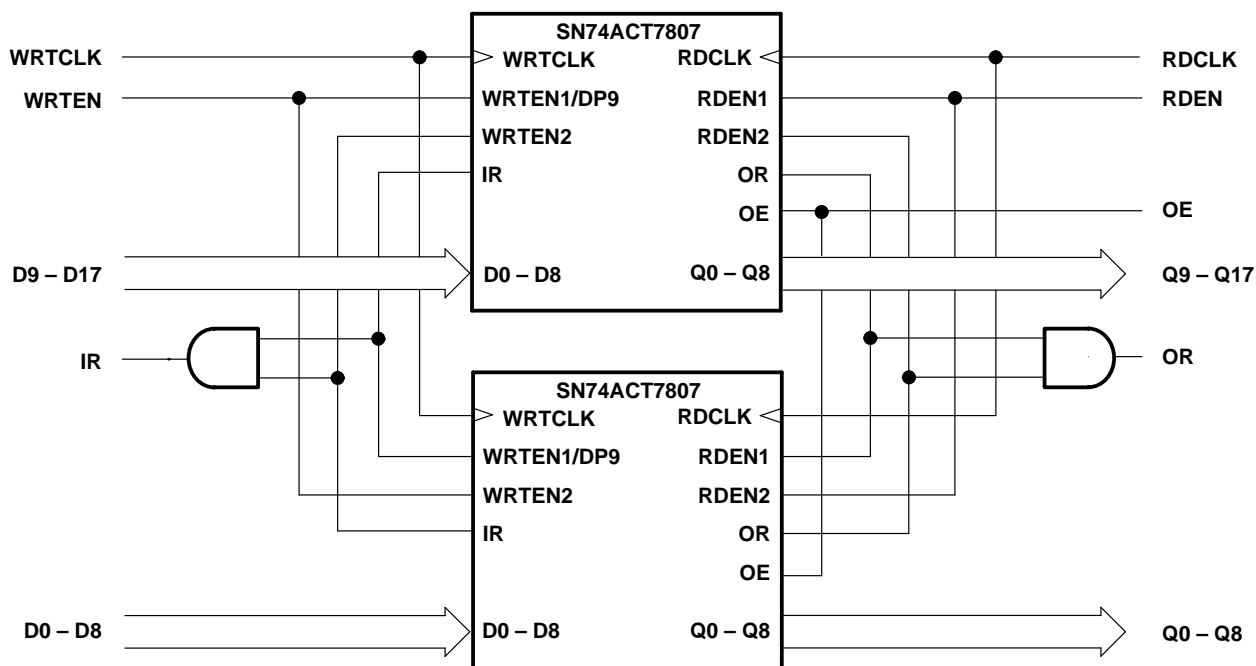 SN74ACT7807
WRTCLK WRTCLK RDCLK RDCLK
WRTEN WRTEN1/DP9 RDEN1 RDEN
WRTEN2 RDEN2
IR OR
OE OE
D9 – D17 D0 – D8 Q0 – Q8 Q9 – Q17
IR OR
SN74ACT7807
WRTCLK RDCLK
WRTEN1/DP9 RDEN1
WRTEN2 RDEN2
IR OR
OE
D0 – D8 D0 – D8 Q0 – Q8 Q0 – Q8